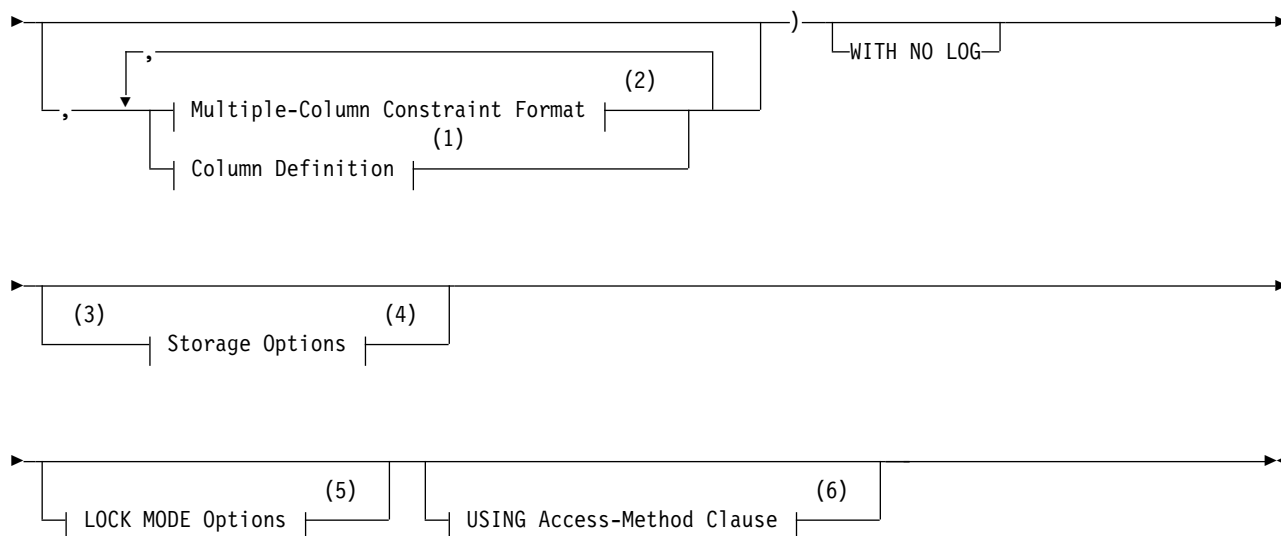 )
WITH NO LOG
,
(2)
, Multiple-Column Constraint Format
(1)
Column Definition
(3) (4)
Storage Options
(5) (6)
LOCK MODE Options USING Access-Method Clause